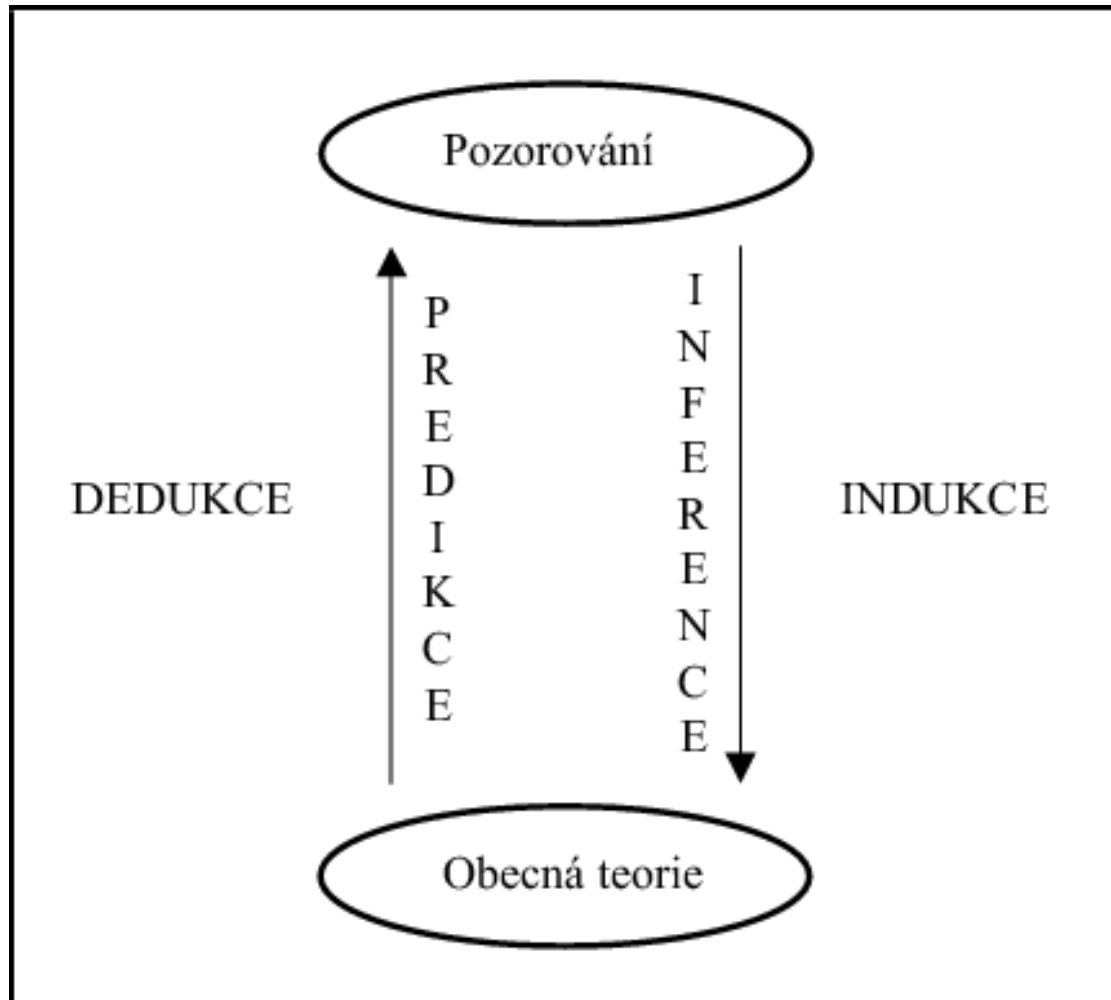 Pozorování
PREDIKCE
INFERENCE
DEDUKCE
INDUKCE
Obecná teorie